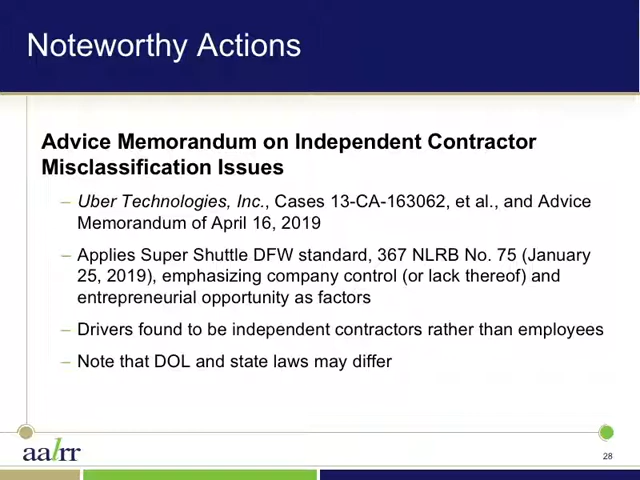 Noteworthy Actions
Advice Memorandum on Independent Contractor
Misclassification Issues
– Uber Technologies, Inc., Cases 13-CA-163062, et al., and Advice
Memorandum of April 16, 2019
– Applies Super Shuttle DFW standard, 367 NLRB No. 75 (January
25, 2019), emphasizing company control (or lack thereof) and
entrepreneurial opportunity as factors
– Drivers found to be independent contractors rather than employees
– Note that DOL and state laws may differ
aalrr
28